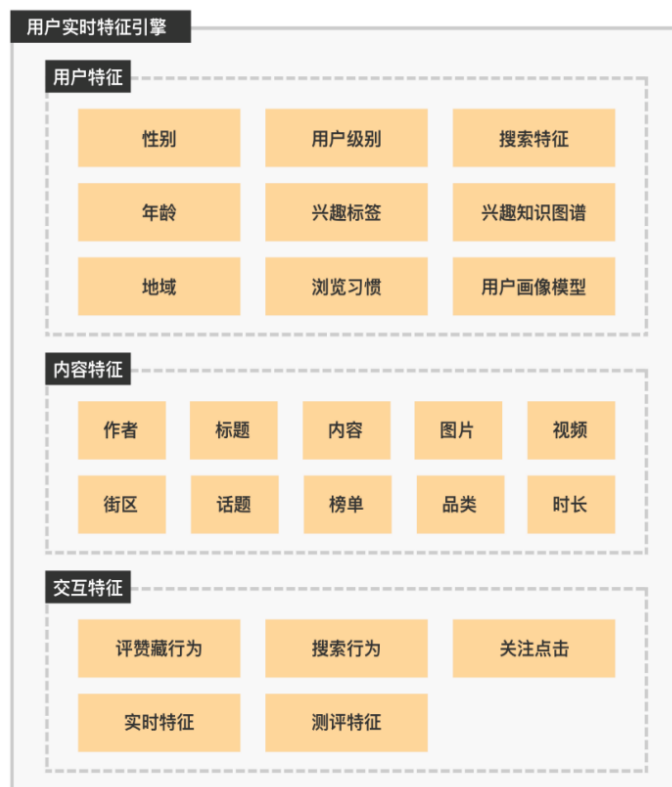 用户实时特征引擎
用户特征
性别 用户级别 搜索特征
年龄 兴趣标签 兴趣知识图谱
地域 浏览习惯 用户画像模型
内容特征
作者 标题 内容 图片 视频
街区 话题 榜单 品类 时长
交互特征
评赞藏行为 搜索行为 关注点击
实时特征 测评特征